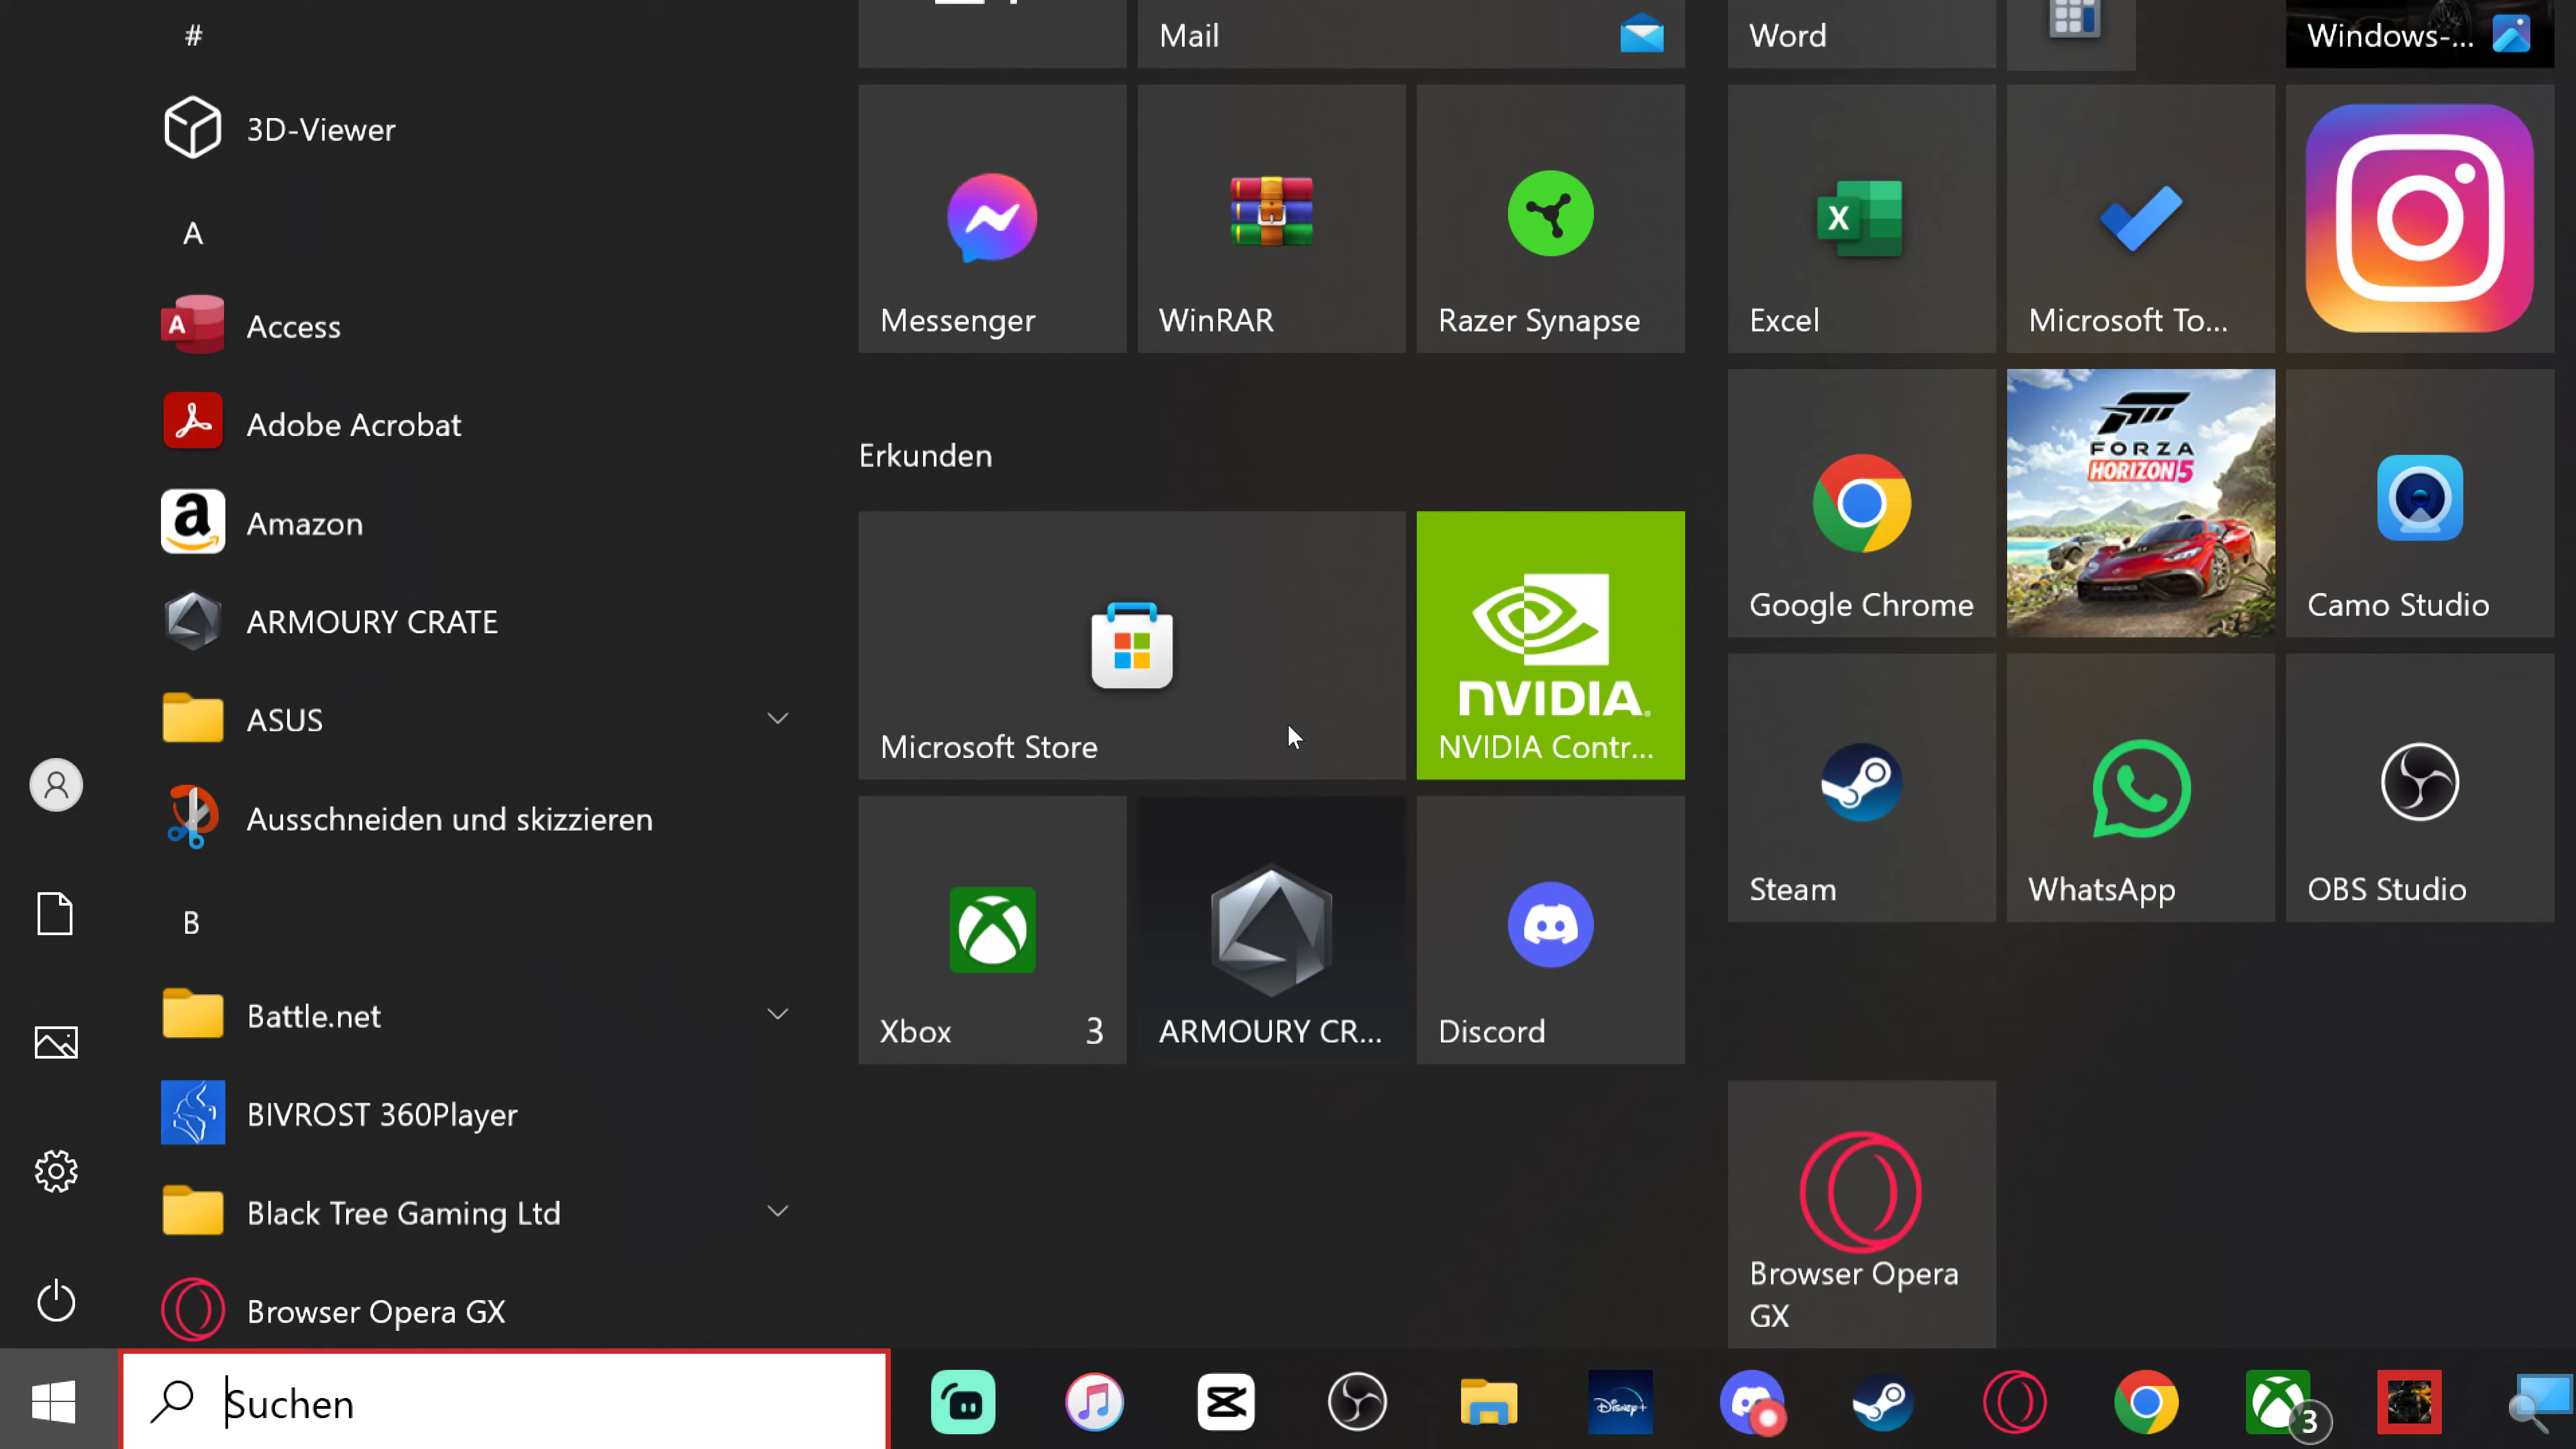 #
3D-Viewer
A
Access
Adobe Acrobat
Amazon
ARMOURY CRATE
ASUS
Ausschneiden und skizzieren
B
Battle.net
BIVROST 360Player
Black Tree Gaming Ltd
Browser Opera GX
Mail
Messenger
WinRAR
Razer Synapse
Erkunden
Microsoft Store
NVIDIA.
NVIDIA Contr...
Xbox 3
ARMOURY CR...
Discord
Word
Windows-...
Excel
Microsoft To...
Google Chrome
FORZA
HORIZON 5
Camo Studio
Steam
WhatsApp
OBS Studio
Browser Opera
GX
Suchen
Disney+
3